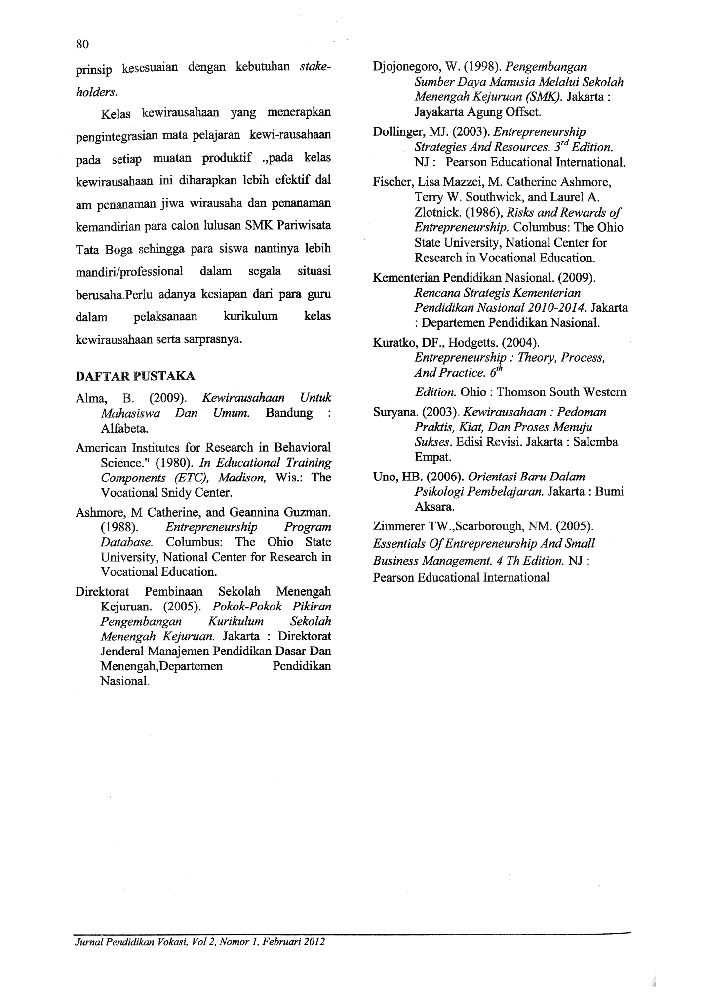 80
prinsip kesesuaian dengan kebutuhan stake-
holders.
Kelas kewirausahaan yang menerapkan
pengintegrasian mata pelajaran kewi-rausahaan
pada setiap muatan produktif .,pada kelas
kewirausahaan ini diharapkan lebih efektif dal
am penanaman jiwa wirausaha dan penanaman
kemandirian para calon lulusan SMK Pariwisata
Tata Boga sehingga para siswa nantinya lebih
mandiri/professional dalam segala situasi
berusaha.Perlu adanya kesiapan dari para guru
dalam pelaksanaan kurikulum kelas
kewirausahaan serta sarprasnya.
DAFTAR PUSTAKA
Alma, B. (2009). Kewirausahaan Untuk
Mahasiswa Dan Umum. Bandung :
Alfabeta.
American Institutes for Research in Behavioral
Science." (1980). In Educational Training
Components (ETC), Madison, Wis.: The
Vocational Snidy Center.
Ashmore, M Catherine, and Geannina Guzman.
(1988). Entrepreneurship Program
Database. Columbus: The Ohio State
University, National Center for Research in
Vocational Education.
Direktorat Pembinaan Sekolah Menengah
Kejuruan. (2005). Pokok-Pokok Pikiran
Pengembangan Kurikulum Sekolah
Menengah Kejuruan. Jakarta : Direktorat
Jenderal Manajemen Pendidikan Dasar Dan
Menengah,Departemen Pendidikan
Nasional.
Djojonegoro, W. (1998). Pengembangan
Sumber Daya Manusia Melalui Sekolah
Menengah Kejuruan (SMK). Jakarta :
Jayakarta Agung Offset.
Dollinger, MJ. (2003). Entrepreneurship
Strategies And Resources. 3rd Edition.
NJ : Pearson Educational International.
Fischer, Lisa Mazzei, M. Catherine Ashmore,
Terry W. Southwick, and Laurel A.
Zlotnick. (1986), Risks and Rewards of
Entrepreneurship. Columbus: The Ohio
State University, National Center for
Research in Vocational Education.
Kementerian Pendidikan Nasional. (2009).
Rencana Strategis Kementerian
Pendidikan Nasional 2010-2014. Jakarta
: Departemen Pendidikan Nasional.
Kuratko, DF., Hodgetts. (2004).
Entrepreneurship : Theory, Process,
And Practice. 6th
Edition. Ohio : Thomson South Western
Suryana. (2003). Kewirausahaan : Pedoman
Praktis, Kiat, Dan Proses Menuju
Sukses. Edisi Revisi. Jakarta : Salemba
Empat.
Uno, HB. (2006). Orientasi Baru Dalam
Psikologi Pembelajaran. Jakarta : Bumi
Aksara.
Zimmerer TW.,Scarborough, NM. (2005).
Essentials Of Entrepreneurship And Small
Business Management. 4 Th Edition. NJ :
Pearson Educational International
Jurnal Pendidikan Vokasi, Vol 2, Nomor 1, Februari 2012